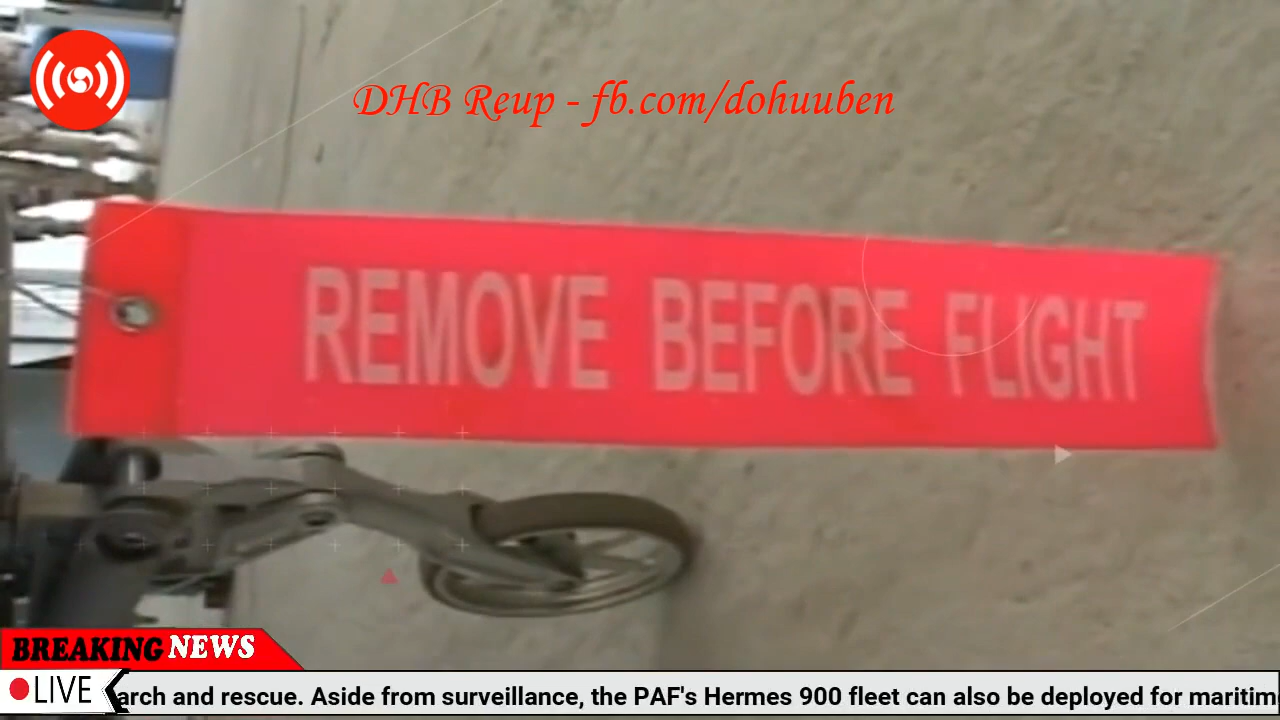 DHB Reup - fb.com/dohuuben
REMOVE BEFORE FLIGHT
BREAKING NEWS
LIVE
arch and rescue. Aside from surveillance, the PAF's Hermes 900 fleet can also be deployed for maritim